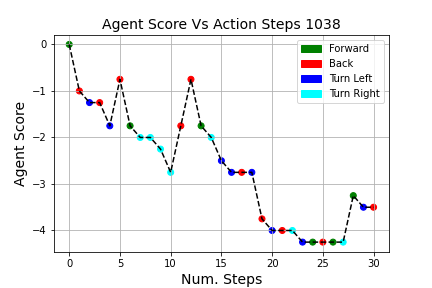 Agent Score Vs Action Steps 1038
Agent Score
0
−1
−2
−3
−4
Forward
Back
Turn Left
Turn Right
0 5 10 15 20 25 30
Num. Steps